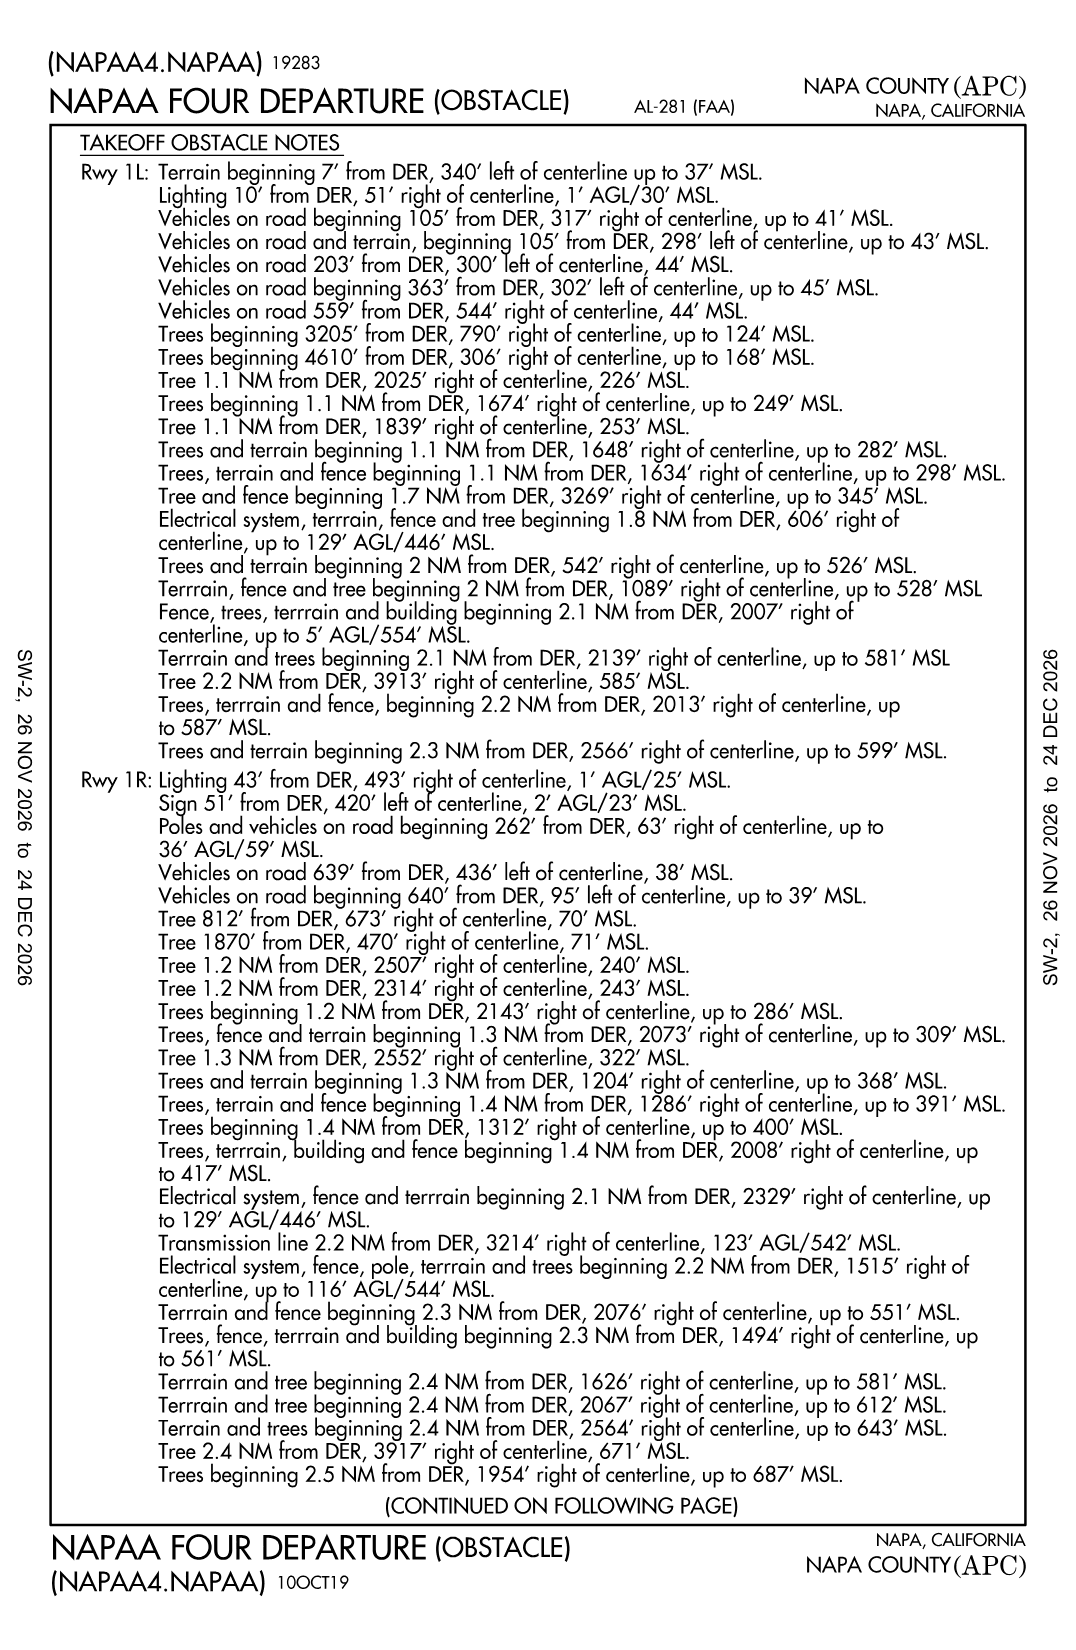 (NAPAA4.NAPAA) 19283
NAPAA FOUR DEPARTURE (OBSTACLE)
AL-281 (FAA)
NAPA COUNTY (APC)
NAPA, CALIFORNIA
TAKEOFF OBSTACLE NOTES
Rwy 1L: Terrain beginning 7' from DER, 340' left of centerline up to 37' MSL.
Lighting 10' from DER, 51' right of centerline, 1' AGL/30' MSL.
Vehicles on road beginning 105' from DER, 317' right of centerline, up to 41' MSL.
Vehicles on road and terrain, beginning 105' from DER, 298' left of centerline, up to 43' MSL.
Vehicles on road 203' from DER, 300' left of centerline, 44' MSL.
Vehicles on road beginning 363' from DER, 302' left of centerline, up to 45' MSL.
Vehicles on road 559' from DER, 544' right of centerline, 44' MSL.
Trees beginning 3205' from DER, 790' right of centerline, up to 124' MSL.
Trees beginning 4610' from DER, 306' right of centerline, up to 168' MSL.
Tree 1.1 NM from DER, 2025' right of centerline, 226' MSL.
Trees beginning 1.1 NM from DER, 1674' right of centerline, up to 249' MSL.
Tree 1.1 NM from DER, 1839' right of centerline, 253' MSL.
Trees and terrain beginning 1.1 NM from DER, 1648' right of centerline, up to 282' MSL.
Trees, terrain and fence beginning 1.1 NM from DER, 1634' right of centerline, up to 298' MSL.
Tree and fence beginning 1.7 NM from DER, 3269' right of centerline, up to 345' MSL.
Electrical system, terrrain, fence and tree beginning 1.8 NM from DER, 606' right of
centerline, up to 129' AGL/446' MSL.
Trees and terrain beginning 2 NM from DER, 542' right of centerline, up to 526' MSL.
Terrrain, fence and tree beginning 2 NM from DER, 1089' right of centerline, up to 528' MSL
Fence, trees, terrrain and building beginning 2.1 NM from DER, 2007' right of
centerline, up to 5' AGL/554' MSL.
Terrrain and trees beginning 2.1 NM from DER, 2139' right of centerline, up to 581' MSL
Tree 2.2 NM from DER, 3913' right of centerline, 585' MSL.
Trees, terrrain and fence, beginning 2.2 NM from DER, 2013' right of centerline, up
to 587' MSL.
Trees and terrain beginning 2.3 NM from DER, 2566' right of centerline, up to 599' MSL.
Rwy 1R: Lighting 43' from DER, 493' right of centerline, 1' AGL/25' MSL.
Sign 51' from DER, 420' left of centerline, 2' AGL/23' MSL.
Poles and vehicles on road beginning 262' from DER, 63' right of centerline, up to
36' AGL/59' MSL.
Vehicles on road 639' from DER, 436' left of centerline, 38' MSL.
Vehicles on road beginning 640' from DER, 95' left of centerline, up to 39' MSL.
Tree 812' from DER, 673' right of centerline, 70' MSL.
Tree 1870' from DER, 470' right of centerline, 71' MSL.
Tree 1.2 NM from DER, 2507' right of centerline, 240' MSL.
Tree 1.2 NM from DER, 2314' right of centerline, 243' MSL.
Trees beginning 1.2 NM from DER, 2143' right of centerline, up to 286' MSL.
Trees, fence and terrain beginning 1.3 NM from DER, 2073' right of centerline, up to 309' MSL.
Tree 1.3 NM from DER, 2552' right of centerline, 322' MSL.
Trees and terrain beginning 1.3 NM from DER, 1204' right of centerline, up to 368' MSL.
Trees, terrain and fence beginning 1.4 NM from DER, 1286' right of centerline, up to 391' MSL.
Trees beginning 1.4 NM from DER, 1312' right of centerline, up to 400' MSL.
Trees, terrrain, building and fence beginning 1.4 NM from DER, 2008' right of centerline, up
to 417' MSL.
Electrical system, fence and terrrain beginning 2.1 NM from DER, 2329' right of centerline, up
to 129' AGL/446' MSL.
Transmission line 2.2 NM from DER, 3214' right of centerline, 123' AGL/542' MSL.
Electrical system, fence, pole, terrrain and trees beginning 2.2 NM from DER, 1515' right of
centerline, up to 116' AGL/544' MSL.
Terrrain and fence beginning 2.3 NM from DER, 2076' right of centerline, up to 551' MSL.
Trees, fence, terrrain and building beginning 2.3 NM from DER, 1494' right of centerline, up
to 561' MSL.
Terrrain and tree beginning 2.4 NM from DER, 1626' right of centerline, up to 581' MSL.
Terrrain and tree beginning 2.4 NM from DER, 2067' right of centerline, up to 612' MSL.
Terrain and trees beginning 2.4 NM from DER, 2564' right of centerline, up to 643' MSL.
Tree 2.4 NM from DER, 3917' right of centerline, 671' MSL.
Trees beginning 2.5 NM from DER, 1954' right of centerline, up to 687' MSL.
(CONTINUED ON FOLLOWING PAGE)
SW-2, 26 NOV 2026 to 24 DEC 2026
SW-2, 26 NOV 2026 to 24 DEC 2026
NAPAA FOUR DEPARTURE (OBSTACLE)
(NAPAA4.NAPAA) 10OCT19
NAPA, CALIFORNIA
NAPA COUNTY (APC)